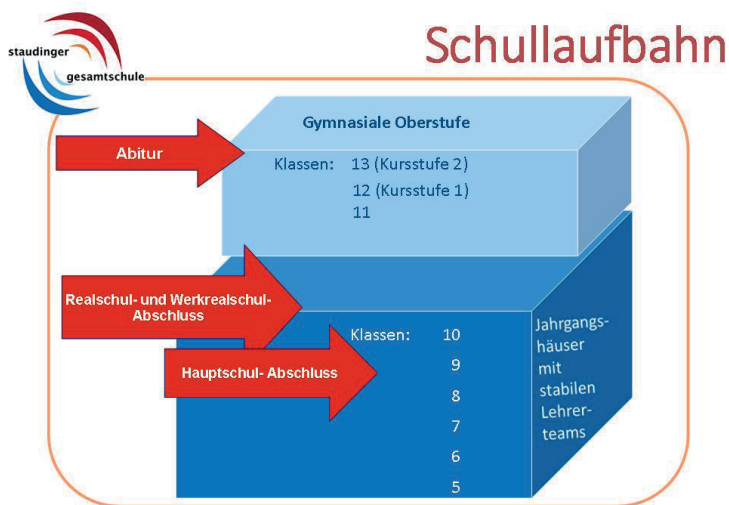 staudinger
gesamtschule
Schullaufbahn
Gymnasiale Oberstufe
Abitur
Klassen: 13 (Kursstufe 2)
12 (Kursstufe 1)
11
Realschul- und Werkrealschul-
Abschluss
Klassen: 10
Hauptschul- Abschluss
9
8
7
6
5
Jahrgangs-
häuser
mit
stabilen
Lehrer-
teams